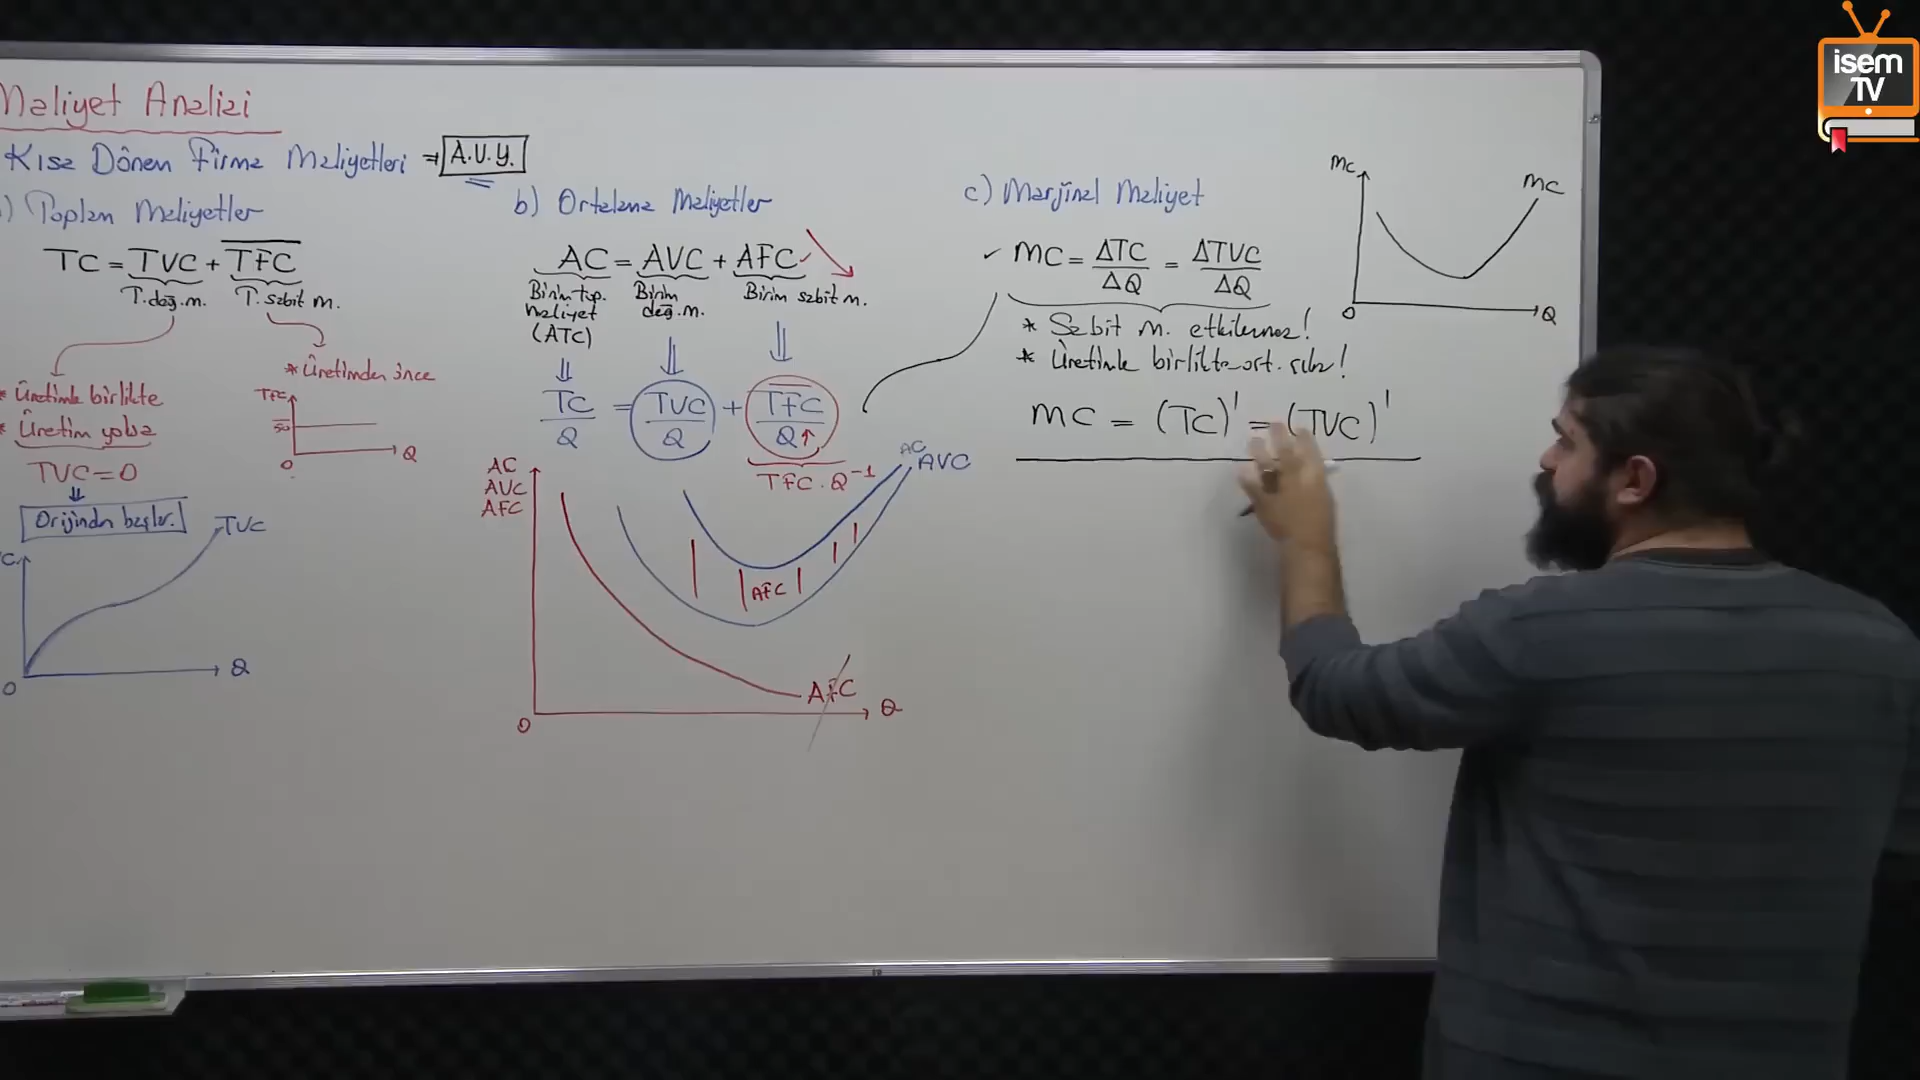 Maliyet Analizi
Kısa Dönem Firma Maliyetleri ⇒ A.V.Y.
a) Toplam Maliyetler
TC = TVC + TFC
T. değ. m.
T. sabit m.
* Üretimle birlikte
* Üretim yoksa
TVC = 0
⇓
Orijinden başlar.
* Üretimden önce
TFC
50
0
Q
TVC
0
Q
b) Ortalama Maliyetler
AC = AVC + AFC
Birim top. maliyet (ATC)
Birim değ. m.
Birim sabit m.
TC/Q = TVC/Q + TFC/Q↑
TFC . Q⁻¹
AC
AVC
AFC
AC
AVC
AFC
AFC
0
Q
c) Marjinal Maliyet
✓ MC = ΔTC/ΔQ = ΔTVC/ΔQ
* Sabit m. etkilemez!
* Üretimle birlikte ort. çıkar!
MC = (TC)' = (TVC)'
MC
MC
0
Q
isem
TV